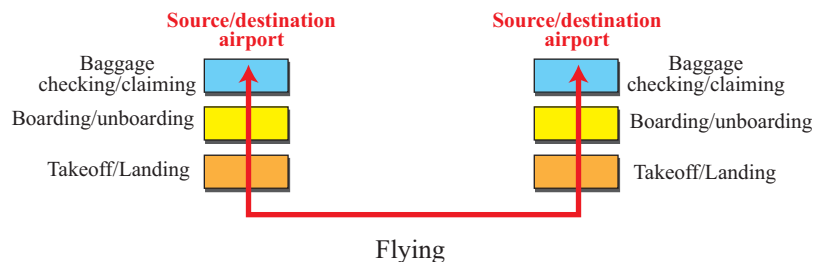 Source/destination
airport
Source/destination
airport
Baggage
checking/claiming
Baggage
checking/claiming
Boarding/unboarding
Boarding/unboarding
Takeoff/Landing
Takeoff/Landing
Flying